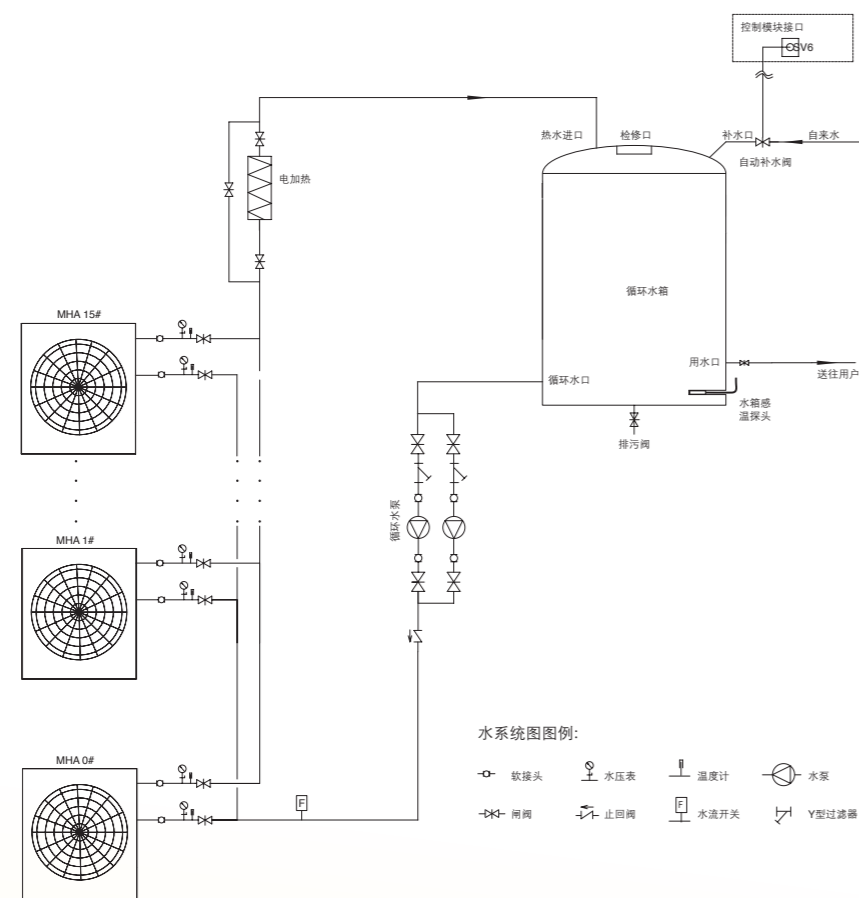 控制模块接口
SV6
热水进口
检修口
补水口
自来水
自动补水阀
电加热
循环水箱
MHA 15#
用水口
循环水口
送往用户
水箱感
温探头
排污阀
循环水泵
MHA 1#
水系统图图例:
MHA 0#
软接头
水压表
温度计
水泵
F
闸阀
止回阀
F
水流开关
Y型过滤器